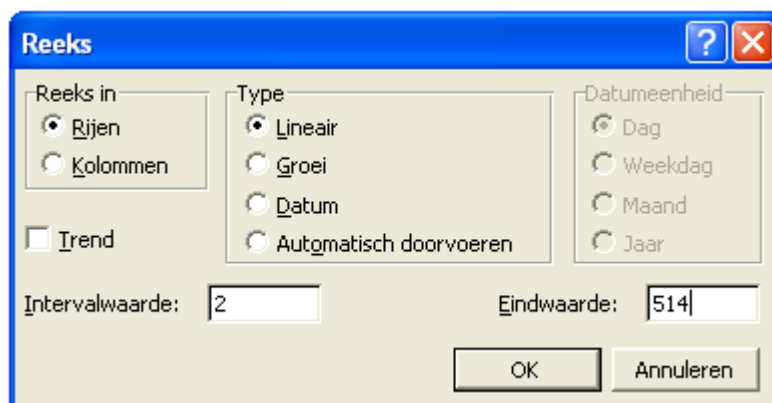 Reeks
Reeks in
Rijen
Kolommen
Trend
Type
Lineair
Groei
Datum
Automatisch doorvoeren
Datumeenheid
Dag
Weekdag
Maand
Jaar
Intervalwaarde: 2
Eindwaarde: 514
OK
Annuleren